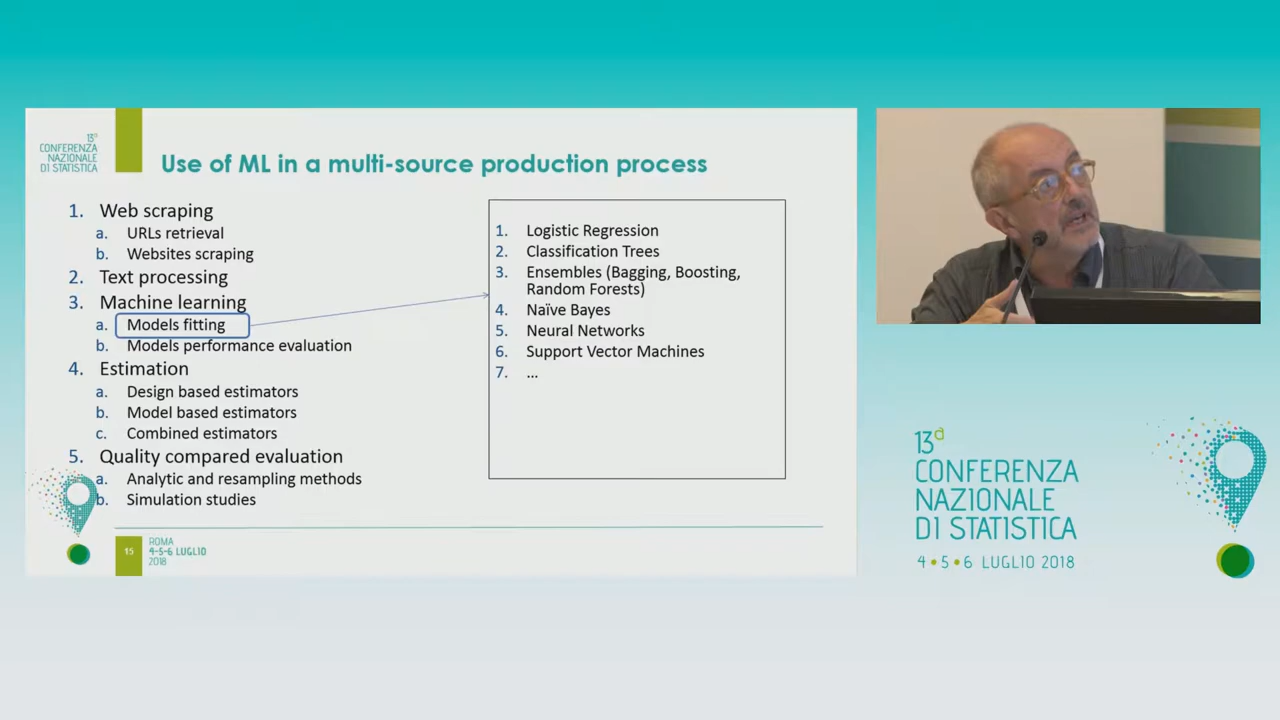 13ª
CONFERENZA
NAZIONALE
DI STATISTICA
Use of ML in a multi-source production process
1. Web scraping
a. URLs retrieval
b. Websites scraping
2. Text processing
3. Machine learning
a. Models fitting
b. Models performance evaluation
4. Estimation
a. Design based estimators
b. Model based estimators
c. Combined estimators
5. Quality compared evaluation
a. Analytic and resampling methods
b. Simulation studies
1. Logistic Regression
2. Classification Trees
3. Ensembles (Bagging, Boosting,
Random Forests)
4. Naïve Bayes
5. Neural Networks
6. Support Vector Machines
7. ...
15
ROMA
4-5-6 LUGLIO
2018
13ª
CONFERENZA
NAZIONALE
DI STATISTICA
4 • 5 • 6 LUGLIO 2018